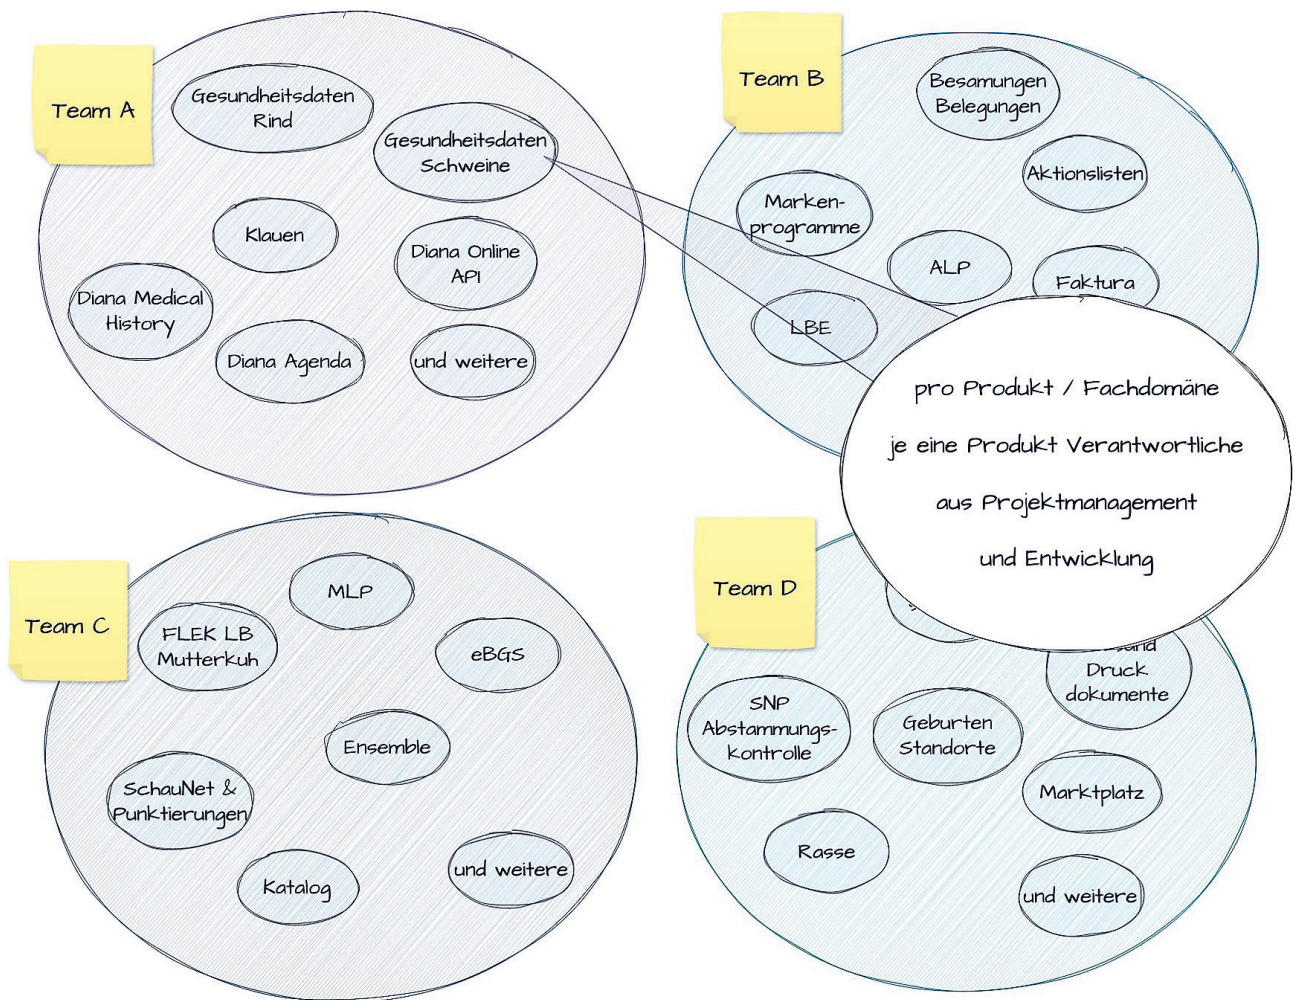 Team A
Gesundheitsdaten
Rind
Gesundheitsdaten
Schweine
Klauen
Diana Online
API
Diana Medical
History
Diana Agenda
und weitere
Team B
Besamungen
Belegungen
Aktionslisten
Marken-
programme
ALP
Faktura
LBE
pro Produkt / Fachdomäne
je eine Produkt Verantwortliche
aus Projektmanagement
und Entwicklung
Team C
MLP
FLEK LB
Mutterkuh
eBGS
Ensemble
SchauNet &
Punktierungen
Katalog
und weitere
Team D
Druck
dokumente
SNP
Abstammungs-
kontrolle
Geburten
Standorte
Marktplatz
Rasse
und weitere